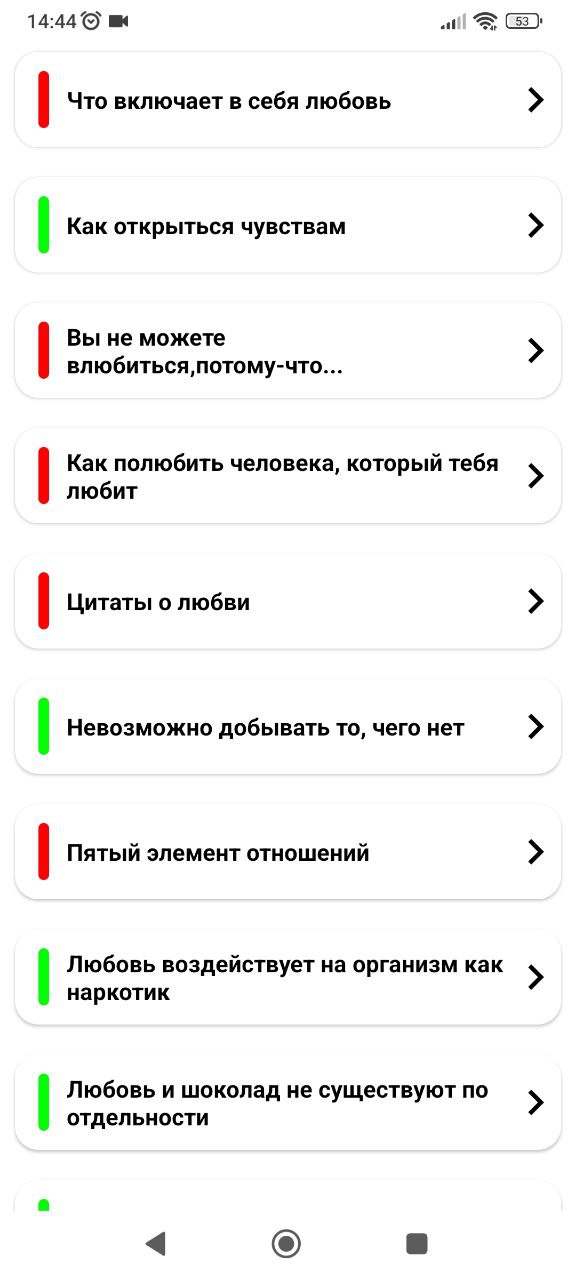 14:44
53
Что включает в себя любовь
Как открыться чувствам
Вы не можете
влюбиться,потому-что...
Как полюбить человека, который тебя
любит
Цитаты о любви
Невозможно добывать то, чего нет
Пятый элемент отношений
Любовь воздействует на организм как
наркотик
Любовь и шоколад не существуют по
отдельности